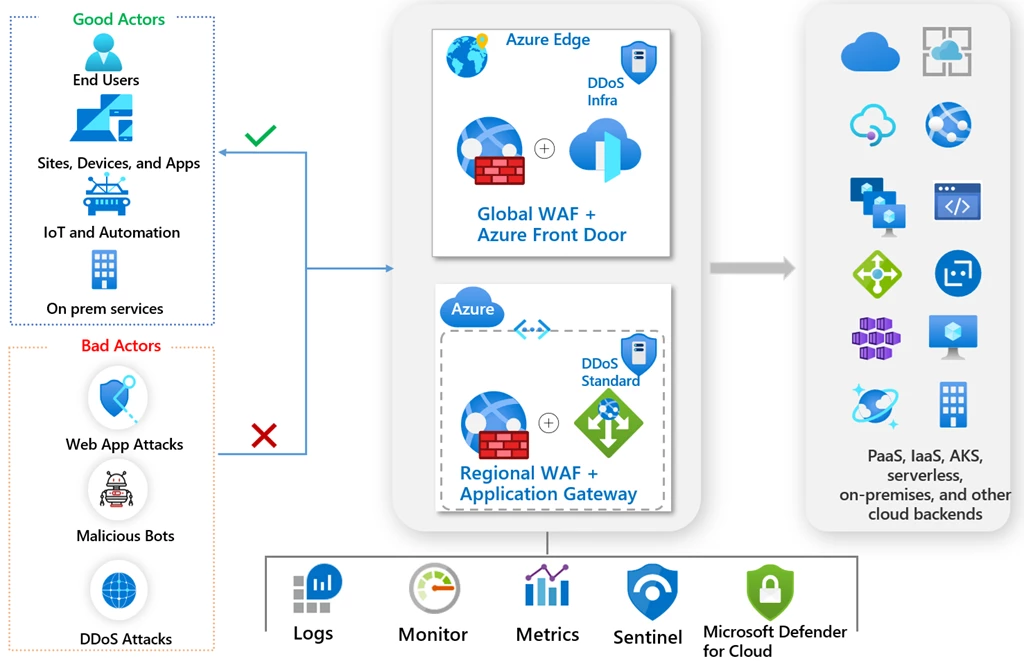 Good Actors
End Users
Sites, Devices, and Apps
IoT and Automation
On prem services
Bad Actors
Web App Attacks
Malicious Bots
DDoS Attacks
Azure Edge
DDoS
Infra
Global WAF +
Azure Front Door
Azure
DDoS
Standard
Regional WAF +
Application Gateway
PaaS, IaaS, AKS,
serverless,
on-premises, and other
cloud backends
Logs
Monitor
Metrics
Sentinel
Microsoft Defender
for Cloud